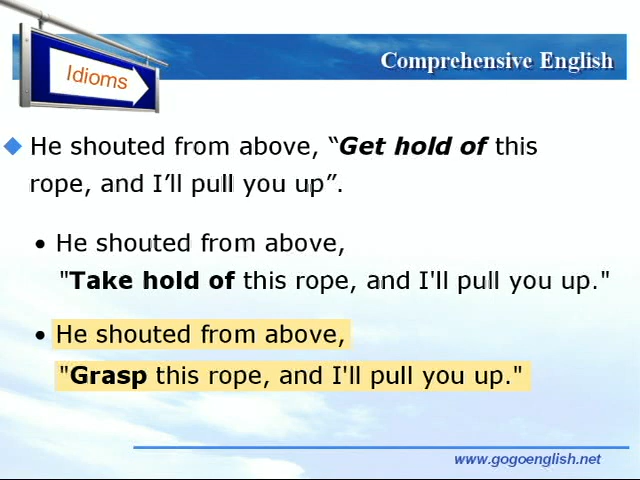 Comprehensive English
Idioms
He shouted from above, “Get hold of this
rope, and I’ll pull you up”.
• He shouted from above,
"Take hold of this rope, and I'll pull you up."
• He shouted from above,
"Grasp this rope, and I'll pull you up."
www.gogoenglish.net